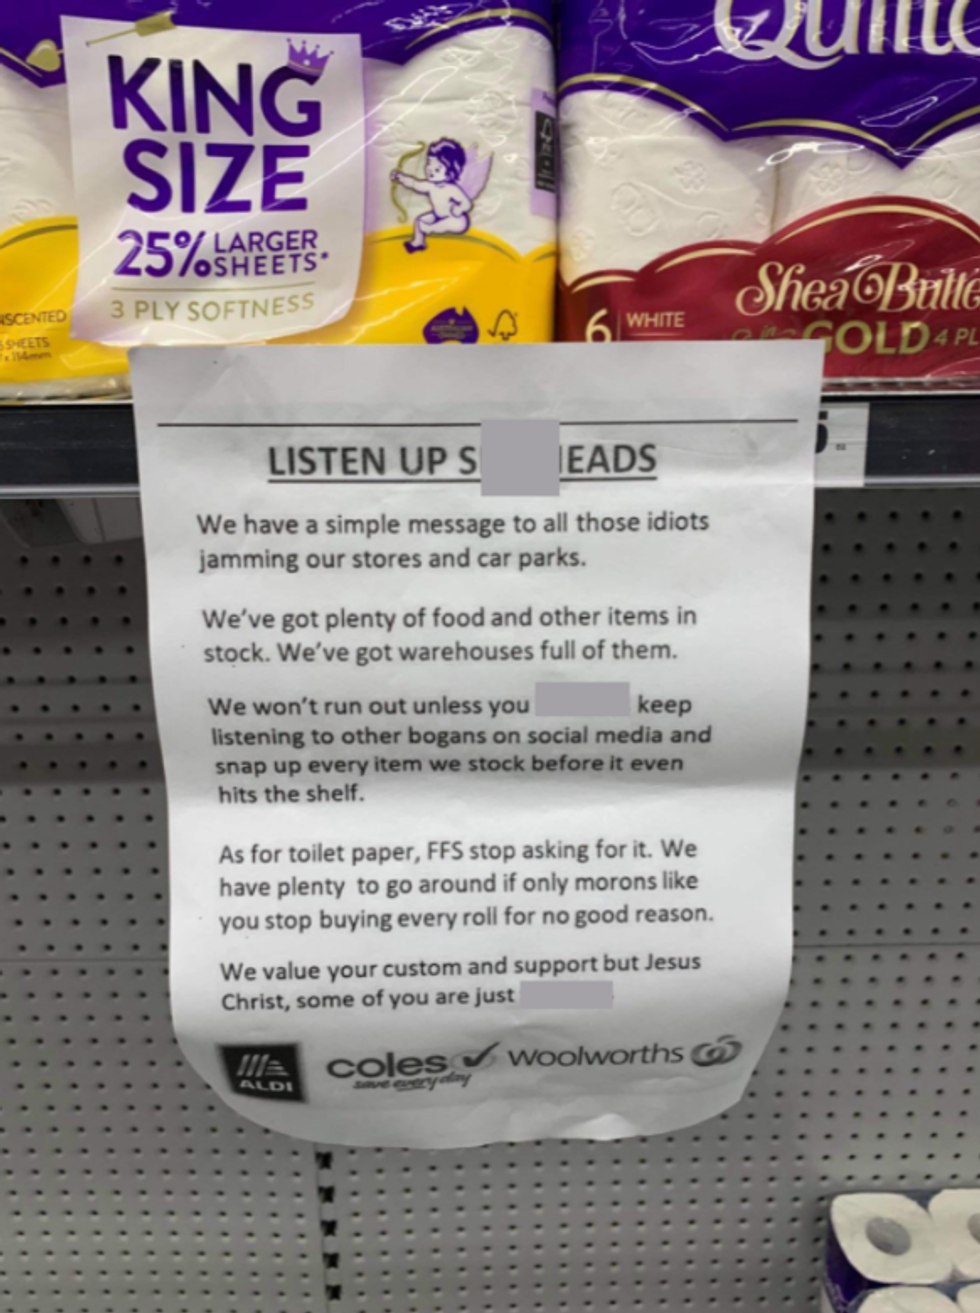 Quilto
KING
SIZE
25% LARGER
SHEETS*
3 PLY SOFTNESS
SCENTED
SHEETS
Shea Butte
6 WHITE
GOLD 4 PL
LISTEN UP S EADS
We have a simple message to all those idiots
jamming our stores and car parks.
We've got plenty of food and other items in
stock. We've got warehouses full of them.
We won't run out unless you keep
listening to other bogans on social media and
snap up every item we stock before it even
hits the shelf.
As for toilet paper, FFS stop asking for it. We
have plenty to go around if only morons like
you stop buying every roll for no good reason.
We value your custom and support but Jesus
Christ, some of you are just
ALDI
coles
save every day
woolworths